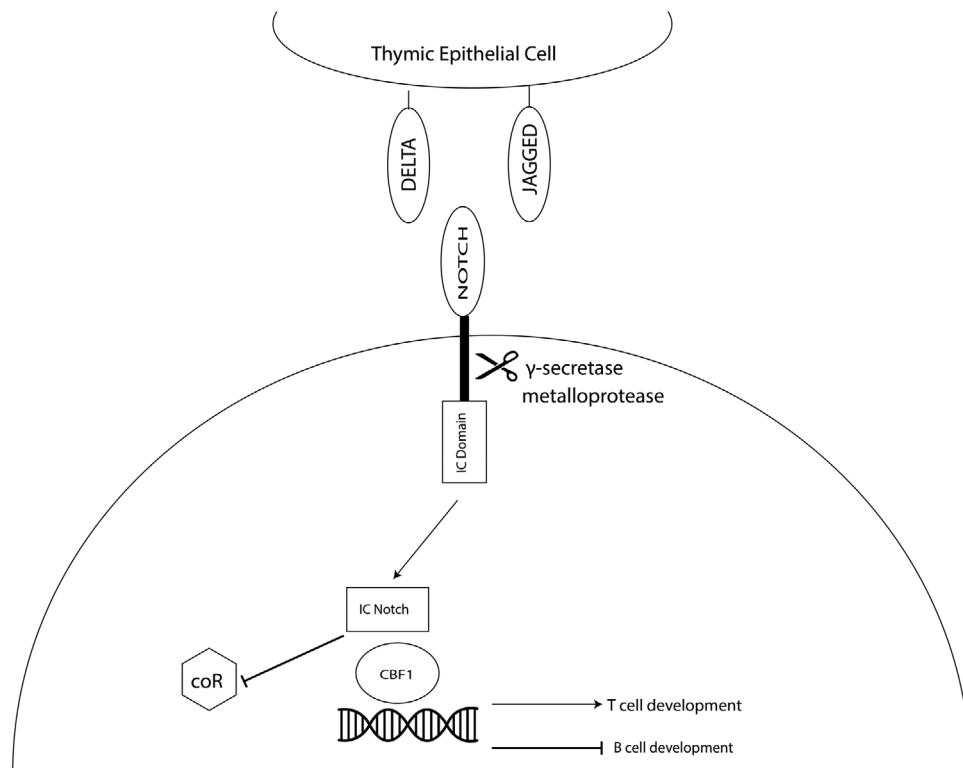 Thymic Epithelial Cell
DELTA
JAGGED
NOTCH
γ-secretase
metalloprotease
IC Domain
IC Notch
coR
CBF1
T cell development
B cell development